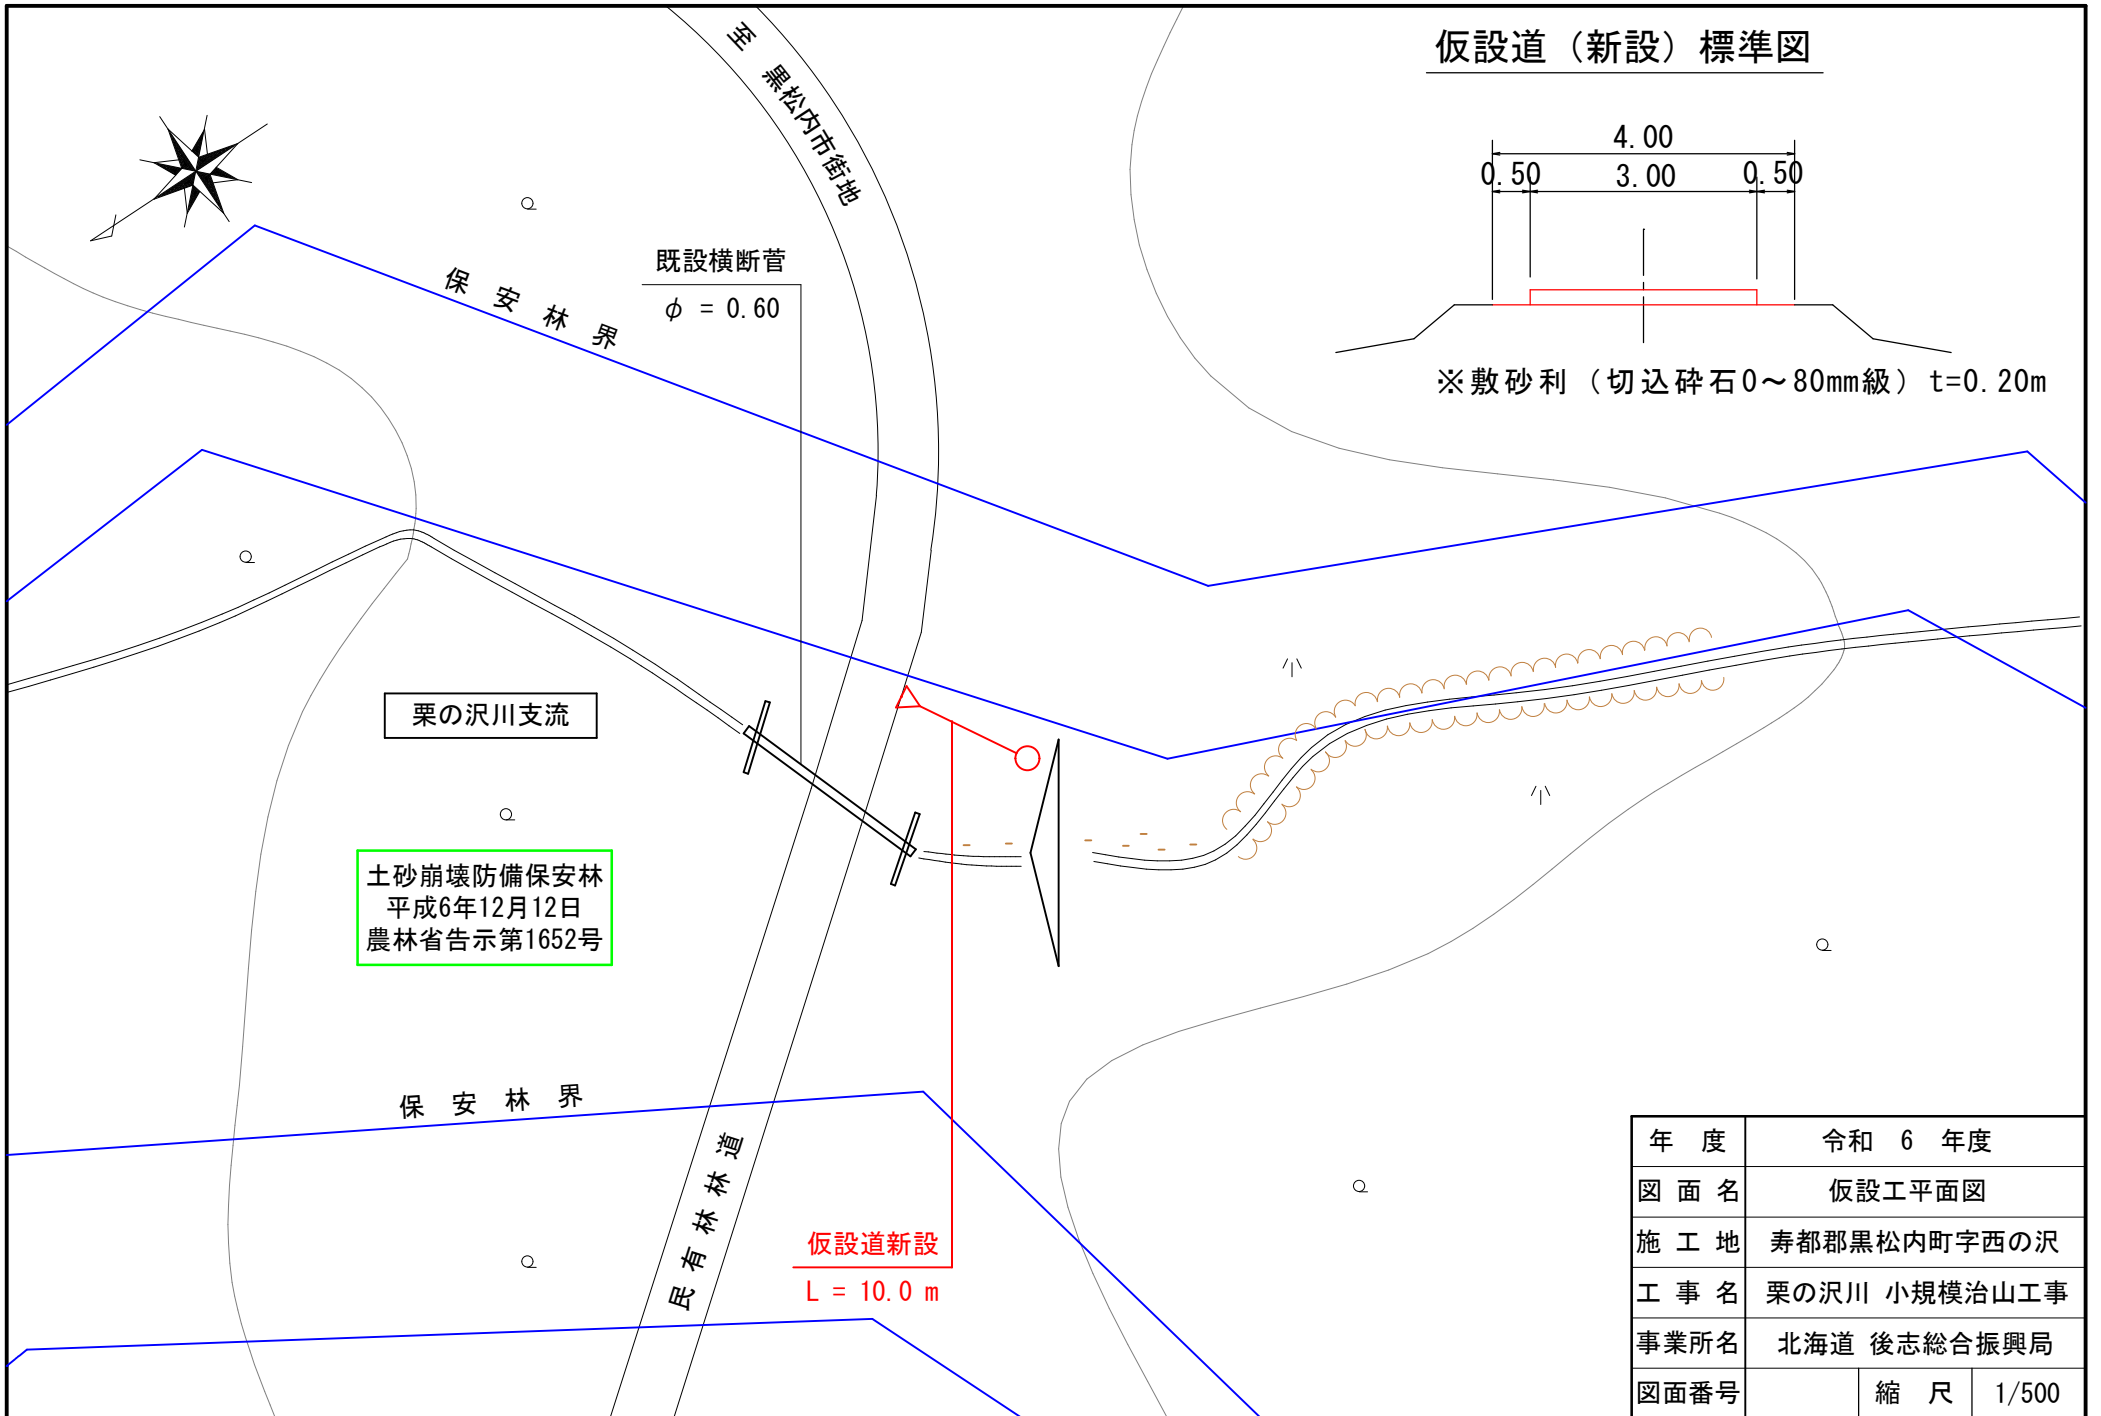 仮設道（新設）標準図
4.00
0.50 3.00 0.50
※敷砂利（切込砕石0～80mm級）t=0.20m
至 黒松内市街地
既設横断菅
φ = 0.60
保安林界
栗の沢川支流
土砂崩壊防備保安林
平成6年12月12日
農林省告示第1652号
保安林界
民有林林道
仮設道新設
L = 10.0 m
年度 令和 6 年度
図面名 仮設工平面図
施工地 寿都郡黒松内町字西の沢
工事名 栗の沢川 小規模治山工事
事業所名 北海道 後志総合振興局
図面番号 縮尺 1/500